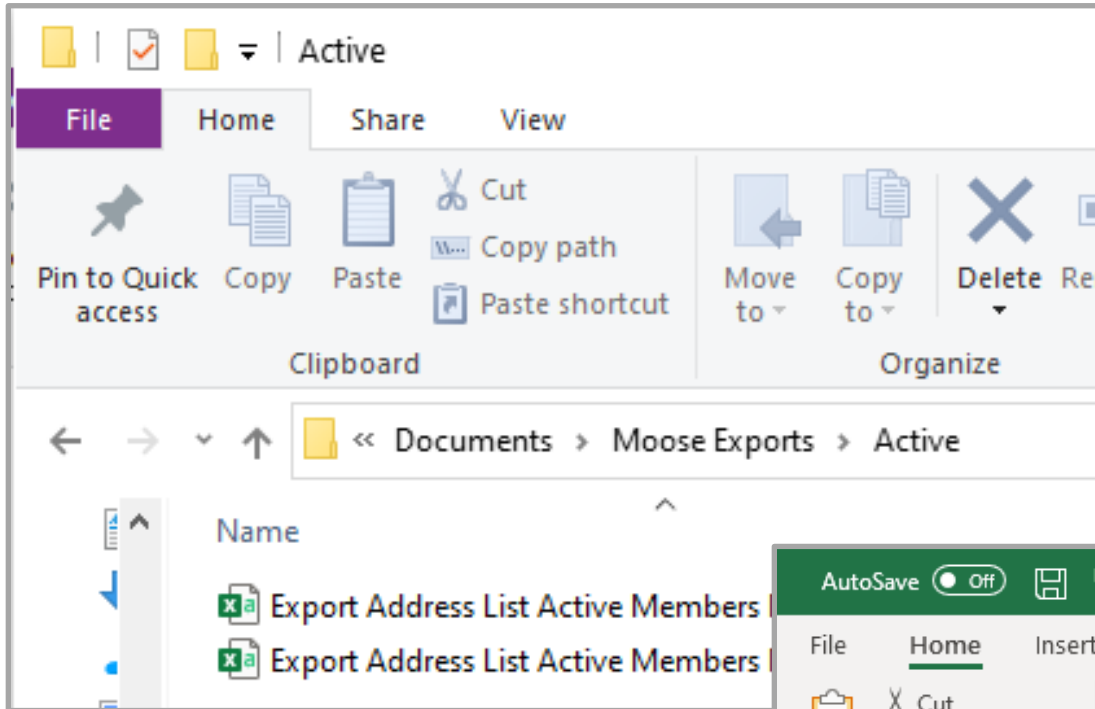 Active
File Home Share View
Pin to Quick access
Copy
Paste
Cut
Copy path
Paste shortcut
Move to
Copy to
Delete
Clipboard
Organize
« Documents > Moose Exports > Active
Name
Export Address List Active Members
Export Address List Active Members
AutoSave Off
File Home Insert
Cut